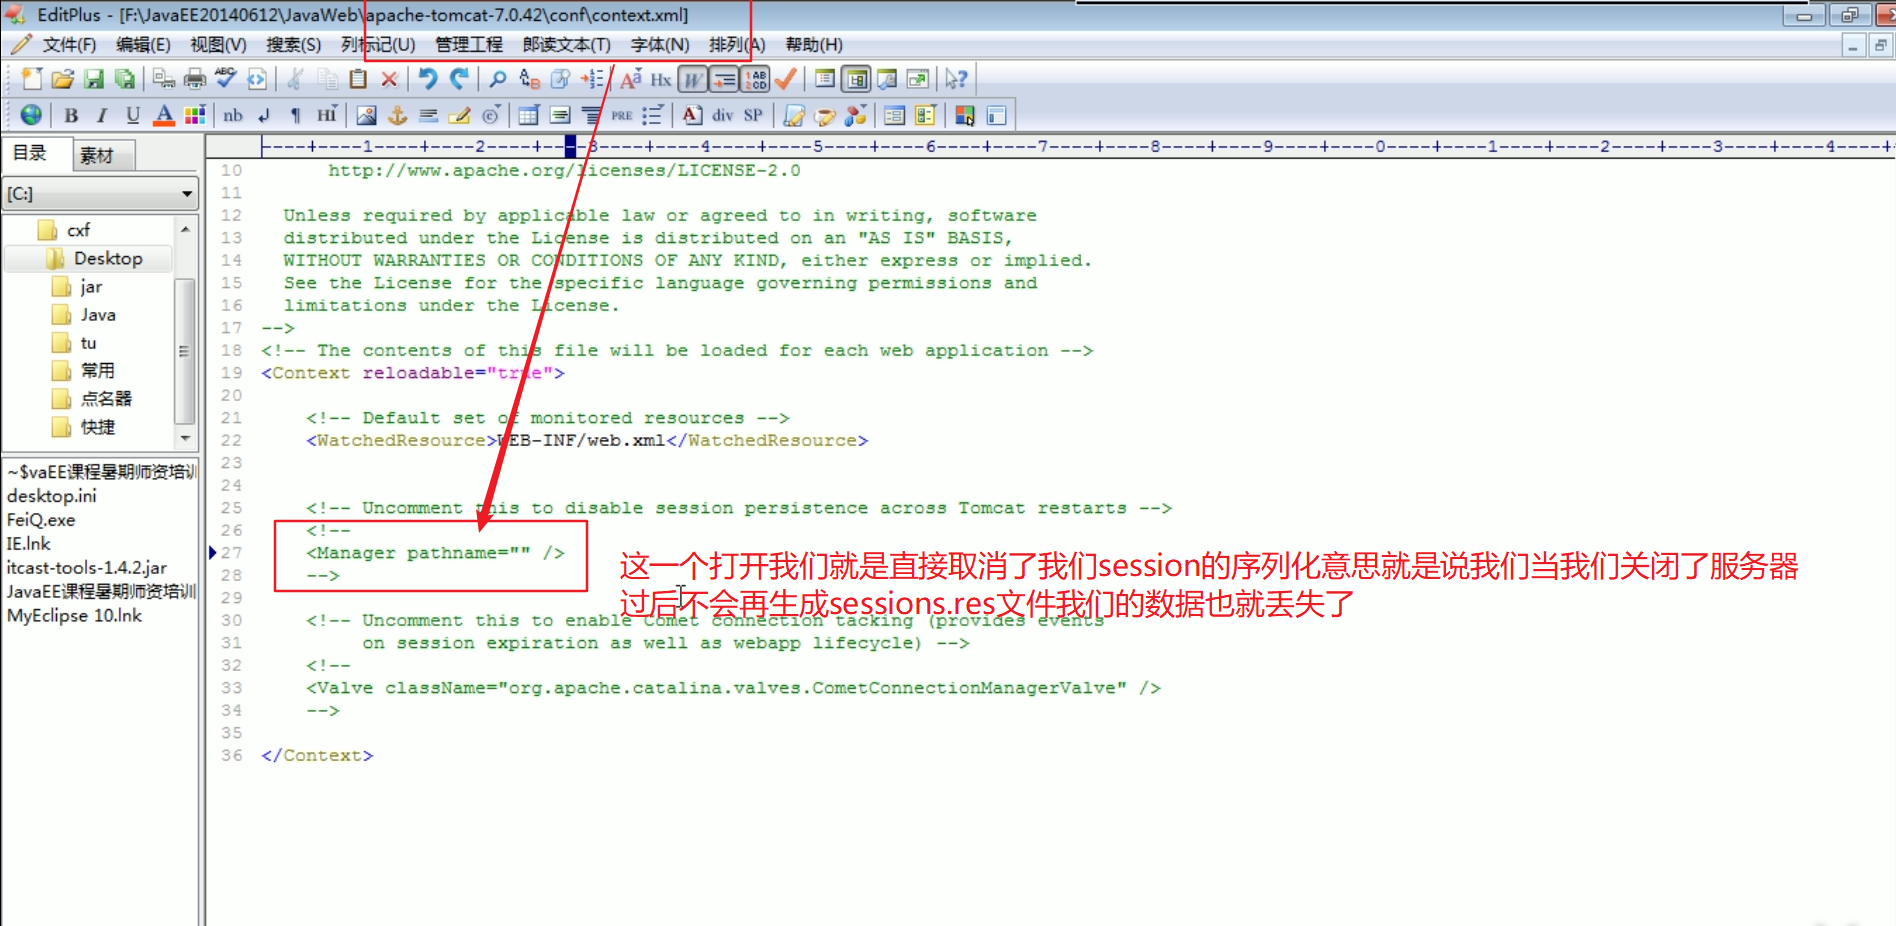 EditPlus - [F:\JavaEE20140612\JavaWeb\apache-tomcat-7.0.42\conf\context.xml]
文件(F) 编辑(E) 视图(V) 搜索(S) 列标记(U) 管理工程 郎读文本(T) 字体(N) 排列(A) 帮助(H)
Hx W
B I U A nb HI PRE A div SP
目录 素材
----+----1----+----2----+----3----+----4----+----5----+----6----+----7----+----8----+----9----+----0----+----1----+----2----+----3----+----4----+
[C:]
cxf
Desktop
jar
Java
tu
常用
点名器
快捷
~$vaEE课程暑期师资培训
desktop.ini
FeiQ.exe
IE.lnk
itcast-tools-1.4.2.jar
JavaEE课程暑期师资培训
MyEclipse 10.lnk
10 http://www.apache.org/licenses/LICENSE-2.0
11
12 Unless required by applicable law or agreed to in writing, software
13 distributed under the License is distributed on an "AS IS" BASIS,
14 WITHOUT WARRANTIES OR CONDITIONS OF ANY KIND, either express or implied.
15 See the License for the specific language governing permissions and
16 limitations under the License.
17 -->
18 <!-- The contents of this file will be loaded for each web application -->
19 <Context reloadable="true">
20
21 <!-- Default set of monitored resources -->
22 <WatchedResource>WEB-INF/web.xml</WatchedResource>
23
24
25 <!-- Uncomment this to disable session persistence across Tomcat restarts -->
26 <!--
27 <Manager pathname="" />
28 -->
29
30 <!-- Uncomment this to enable Comet connection tacking (provides events
31 on session expiration as well as webapp lifecycle) -->
32 <!--
33 <Valve className="org.apache.catalina.valves.CometConnectionManagerValve" />
34 -->
35
36 </Context>
这一个打开我们就是直接取消了我们session的序列化意思就是说我们当我们关闭了服务器
过后不会再生成sessions.res文件我们的数据也就丢失了